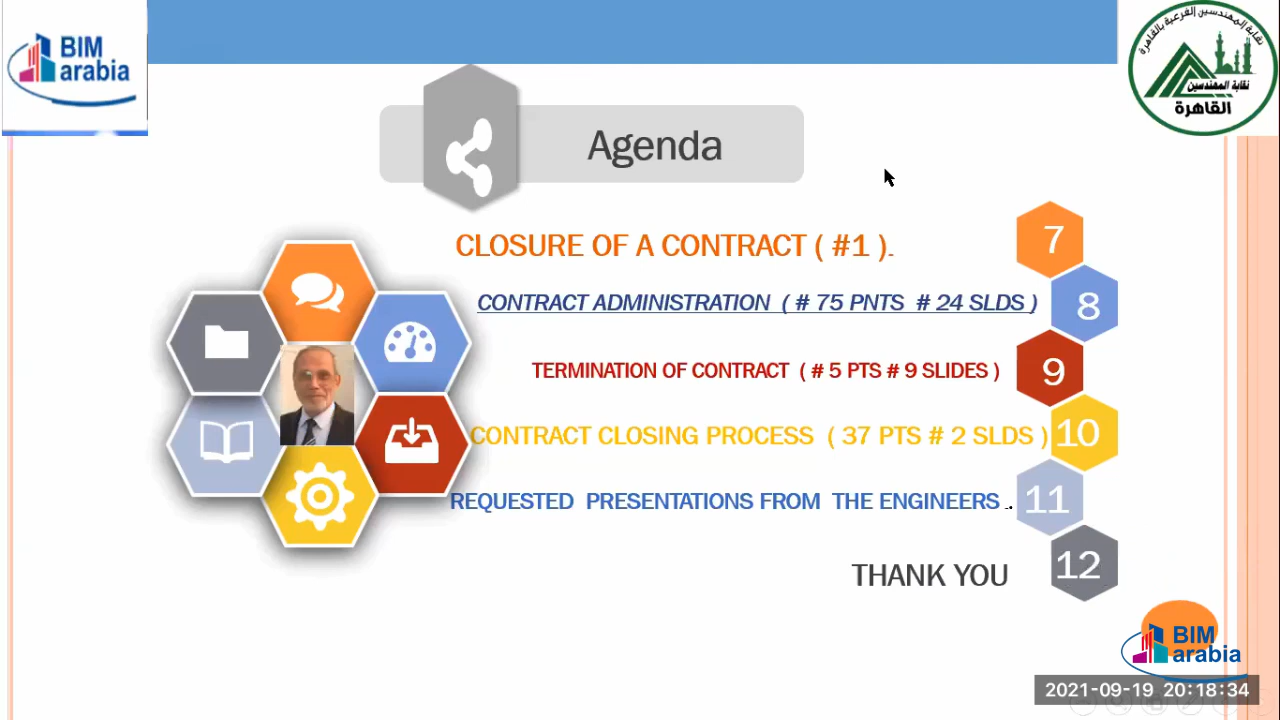 BIM
arabia
نقابة المهندسين الفرعية بالقاهرة
نقابة المهندسين
القاهرة
Agenda
CLOSURE OF A CONTRACT ( #1 ).
7
CONTRACT ADMINISTRATION ( # 75 PNTS # 24 SLDS )
8
TERMINATION OF CONTRACT ( # 5 PTS # 9 SLIDES )
9
CONTRACT CLOSING PROCESS ( 37 PTS # 2 SLDS )
10
REQUESTED PRESENTATIONS FROM THE ENGINEERS ..
11
THANK YOU
12
BIM
arabia
2021-09-19 20:18:34